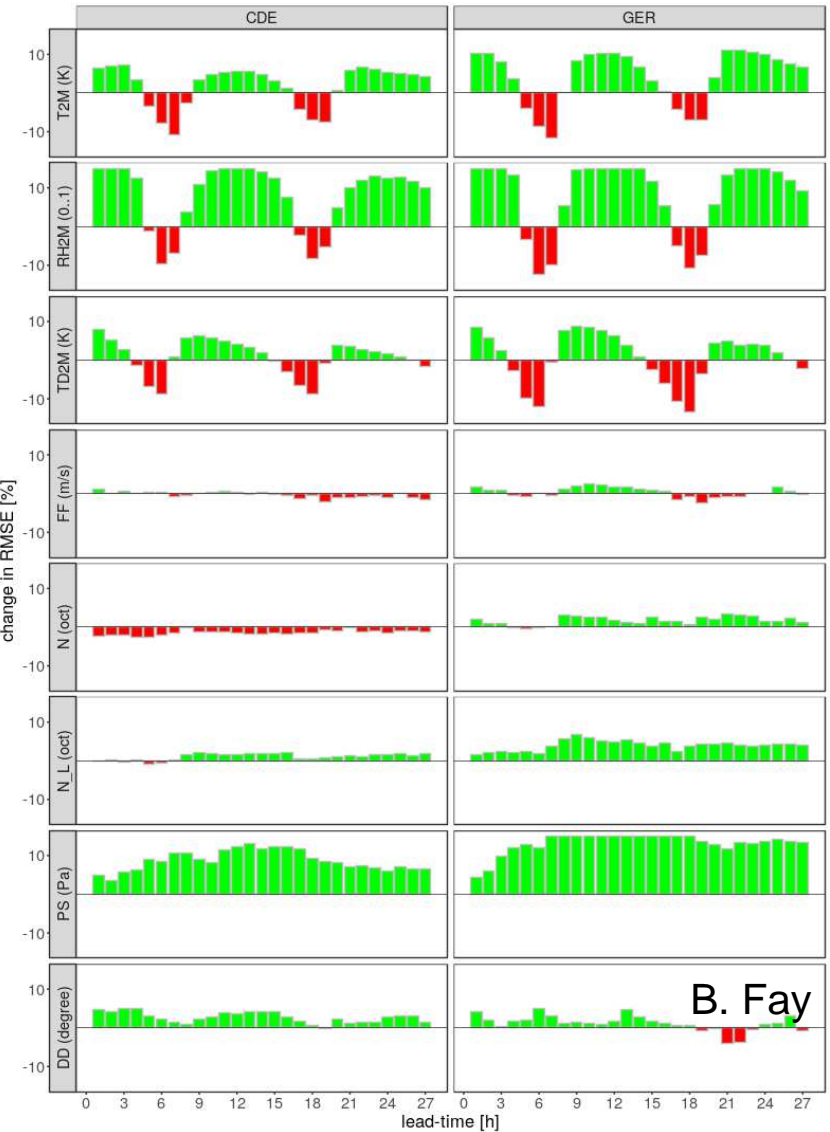 CDE GER
T2M (K)
10
-10
RH2M (0..1)
10
-10
TD2M (K)
10
-10
FF (m/s)
10
-10
change in RMSE [%]
N (oct)
10
-10
N_L (oct)
10
-10
PS (Pa)
10
-10
DD (degree)
10
-10
B. Fay
0 3 6 9 12 15 18 21 24 27 0 3 6 9 12 15 18 21 24 27
lead-time [h]